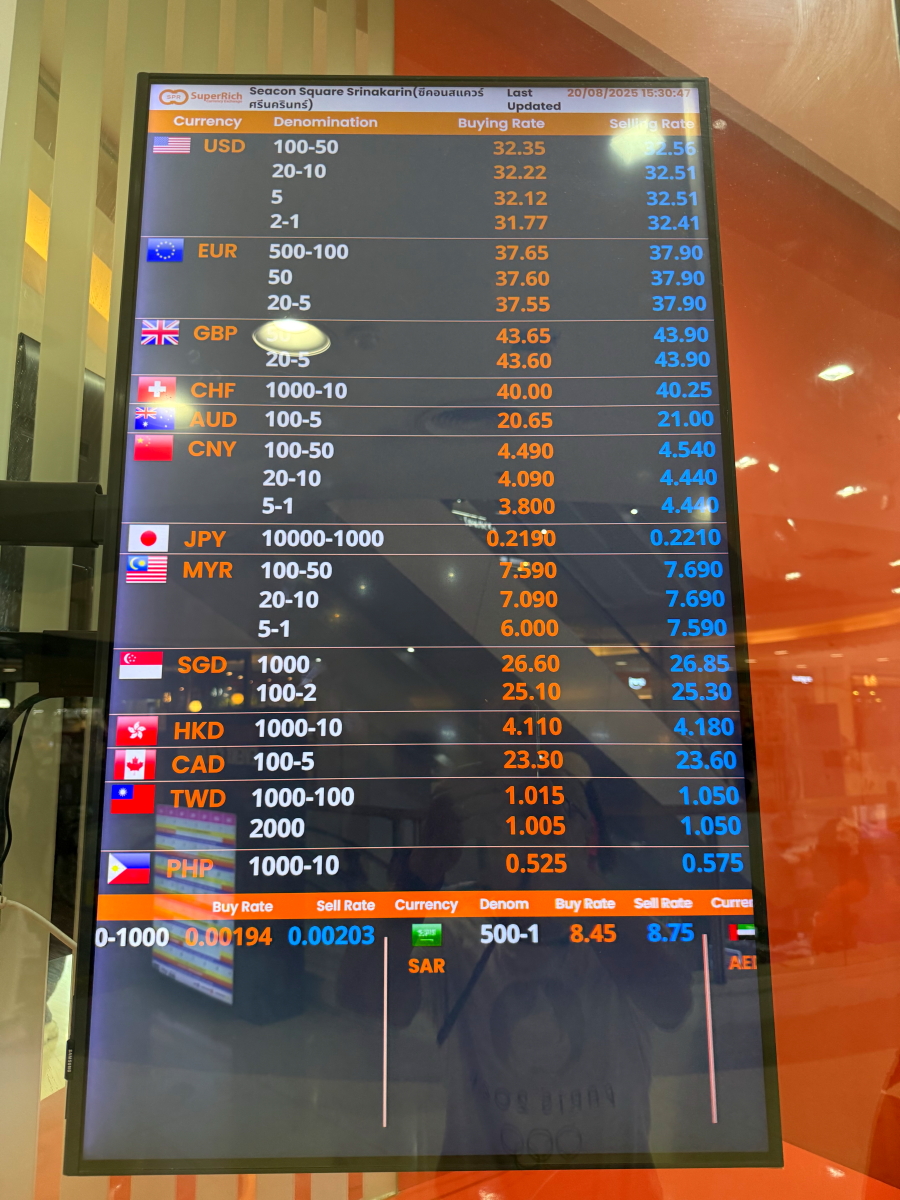 SPR SuperRich Seacon Square Srinakarin(ซีคอนสแควร์ ศรีนครินทร์) Last Updated 20/08/2025 15:30:47
Currency Denomination Buying Rate Selling Rate
USD 100-50 32.35 32.56
20-10 32.22 32.51
5 32.12 32.51
2-1 31.77 32.41
EUR 500-100 37.65 37.90
50 37.60 37.90
20-5 37.55 37.90
GBP 50 43.65 43.90
20-5 43.60 43.90
CHF 1000-10 40.00 40.25
AUD 100-5 20.65 21.00
CNY 100-50 4.490 4.540
20-10 4.090 4.440
5-1 3.800 4.440
JPY 10000-1000 0.2190 0.2210
MYR 100-50 7.590 7.690
20-10 7.090 7.690
5-1 6.000 7.590
SGD 1000 26.60 26.85
100-2 25.10 25.30
HKD 1000-10 4.110 4.180
CAD 100-5 23.30 23.60
TWD 1000-100 1.015 1.050
2000 1.005 1.050
PHP 1000-10 0.525 0.575
Buy Rate Sell Rate Currency Denom Buy Rate Sell Rate Curren
0-1000 0.00194 0.00203 500-1 8.45 8.75
SAR AE
SAMSUNG